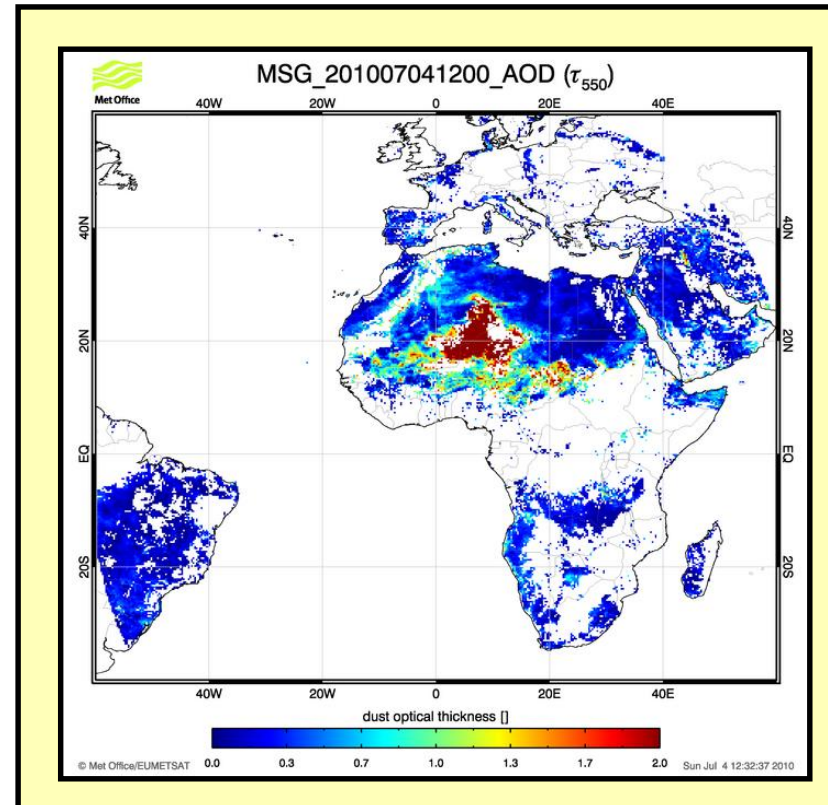 MSG_201007041200_AOD (τ550)
Met Office
40W 20W 0 20E 40E
40N 40N
20N 20N
EQ EQ
20S 20S
40W 20W 0 20E 40E
dust optical thickness []
© Met Office/EUMETSAT 0.0 0.3 0.7 1.0 1.3 1.7 2.0 Sun Jul 4 12:32:37 2010